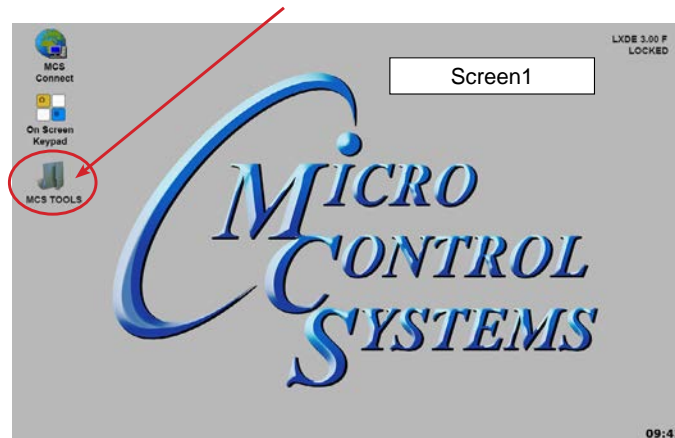 LXDE 3.00 F
LOCKED
MCS
Connect
Screen1
On Screen
Keypad
MCS TOOLS
MICRO
CONTROL
SYSTEMS
09:4